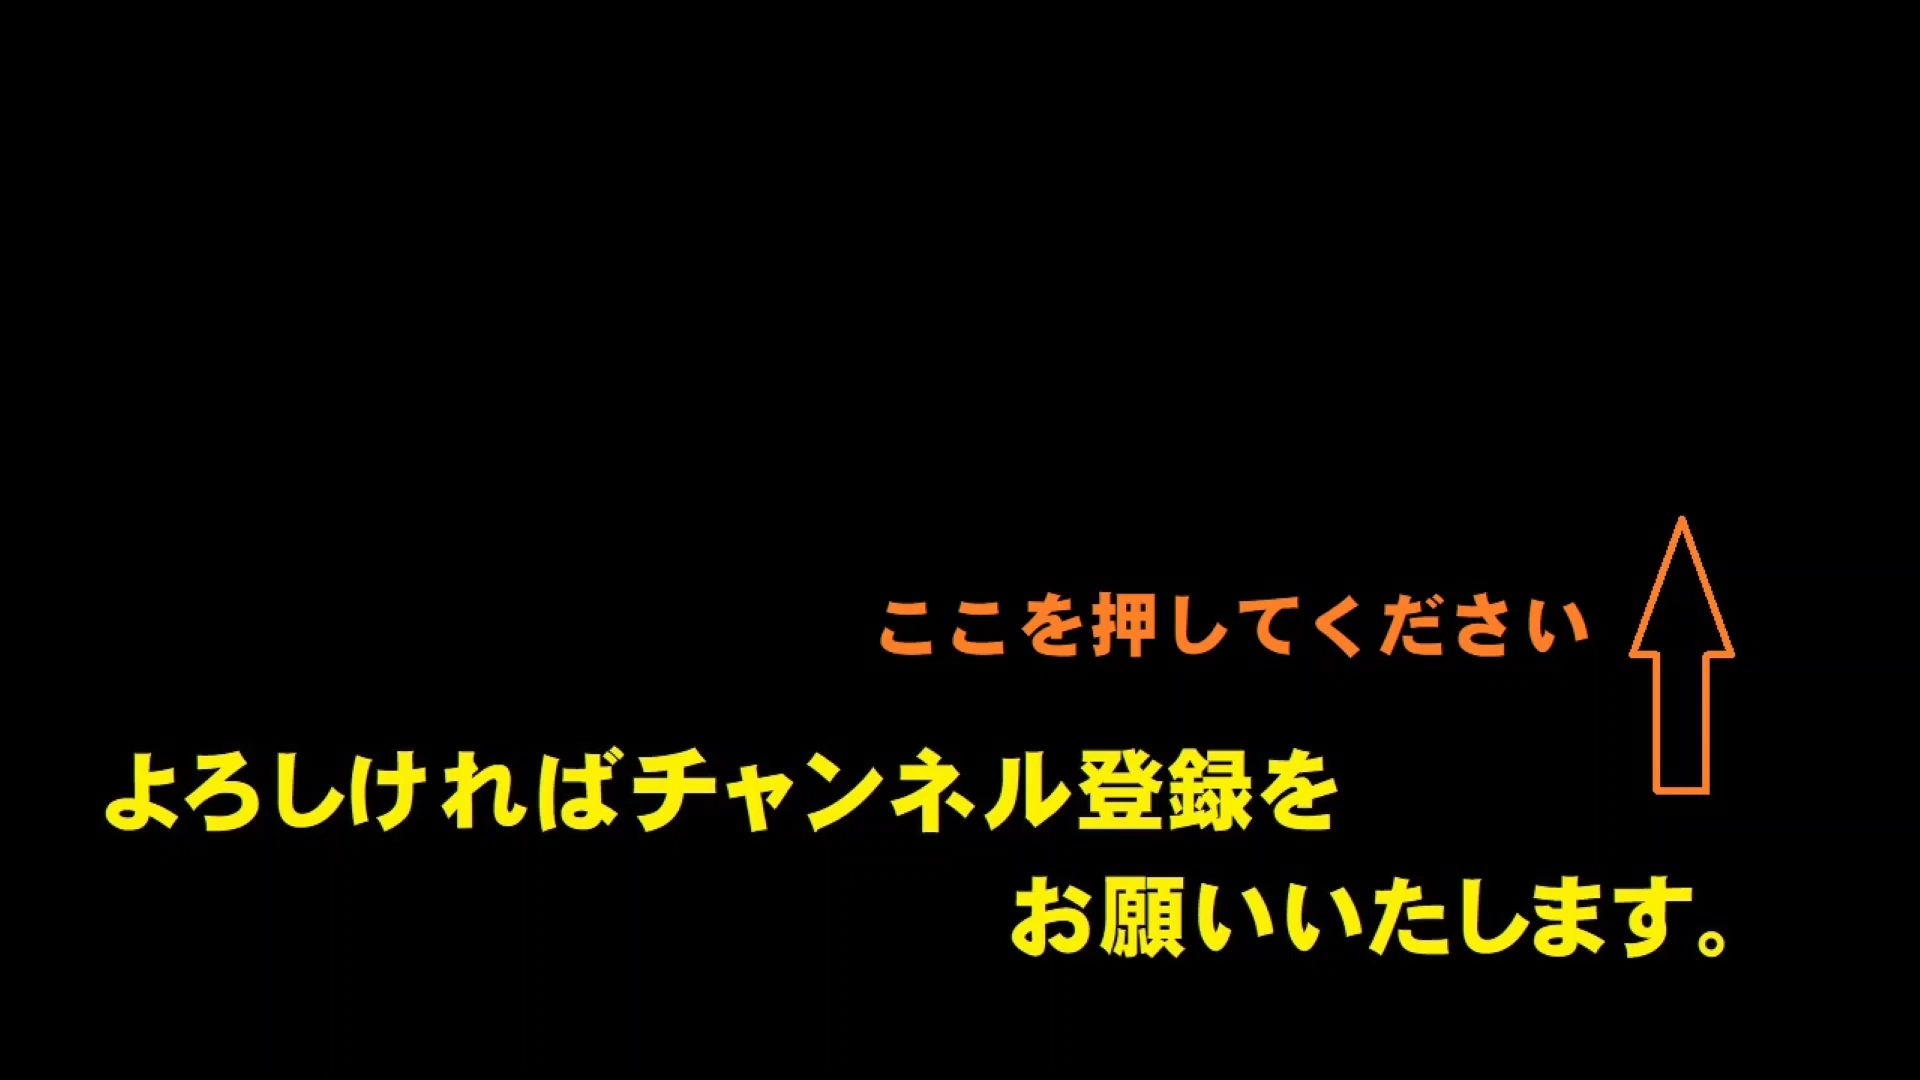 ここを押してください
よろしければチャンネル登録を
お願いいたします。